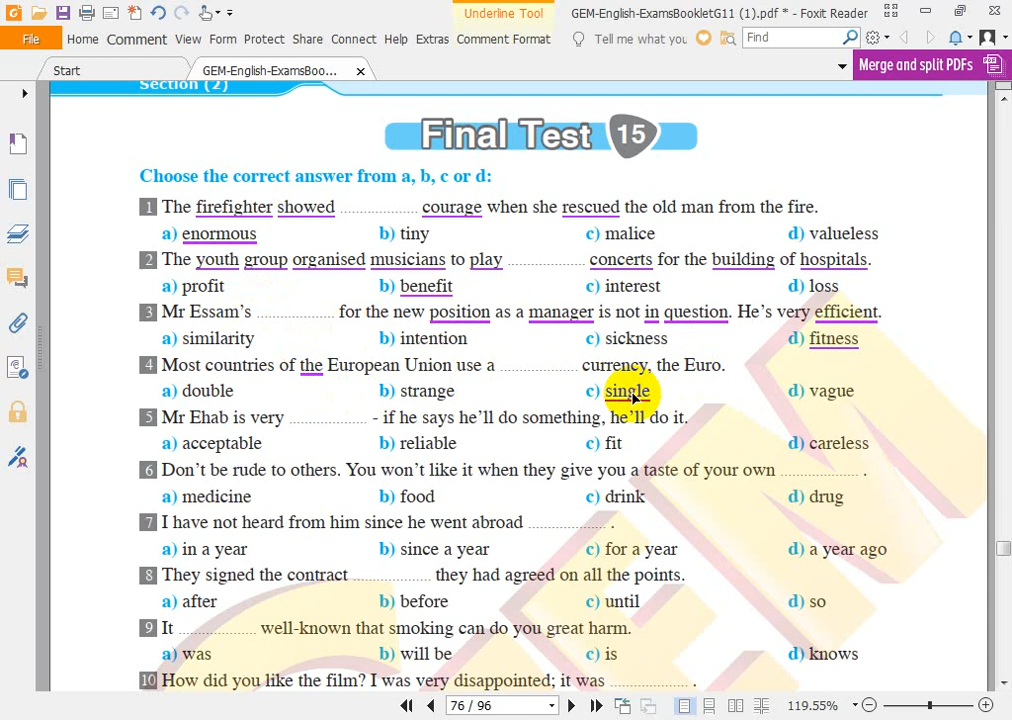 Underline Tool
GEM-English-ExamsBookletG11 (1).pdf * - Foxit Reader
File Home Comment View Form Protect Share Connect Help Extras Comment Format Tell me what you Find
Start GEM-English-ExamsBoo... Merge and split PDFs
Section (2)
Final Test 15
Choose the correct answer from a, b, c or d:
1 The firefighter showed .................. courage when she rescued the old man from the fire.
a) enormous b) tiny c) malice d) valueless
2 The youth group organised musicians to play .................. concerts for the building of hospitals.
a) profit b) benefit c) interest d) loss
3 Mr Essam's .................. for the new position as a manager is not in question. He's very efficient.
a) similarity b) intention c) sickness d) fitness
4 Most countries of the European Union use a .................. currency, the Euro.
a) double b) strange c) single d) vague
5 Mr Ehab is very .................. - if he says he'll do something, he'll do it.
a) acceptable b) reliable c) fit d) careless
6 Don't be rude to others. You won't like it when they give you a taste of your own .................. .
a) medicine b) food c) drink d) drug
7 I have not heard from him since he went abroad .................. .
a) in a year b) since a year c) for a year d) a year ago
8 They signed the contract .................. they had agreed on all the points.
a) after b) before c) until d) so
9 It .................. well-known that smoking can do you great harm.
a) was b) will be c) is d) knows
10 How did you like the film? I was very disappointed; it was .................. .
76 / 96 119.55%